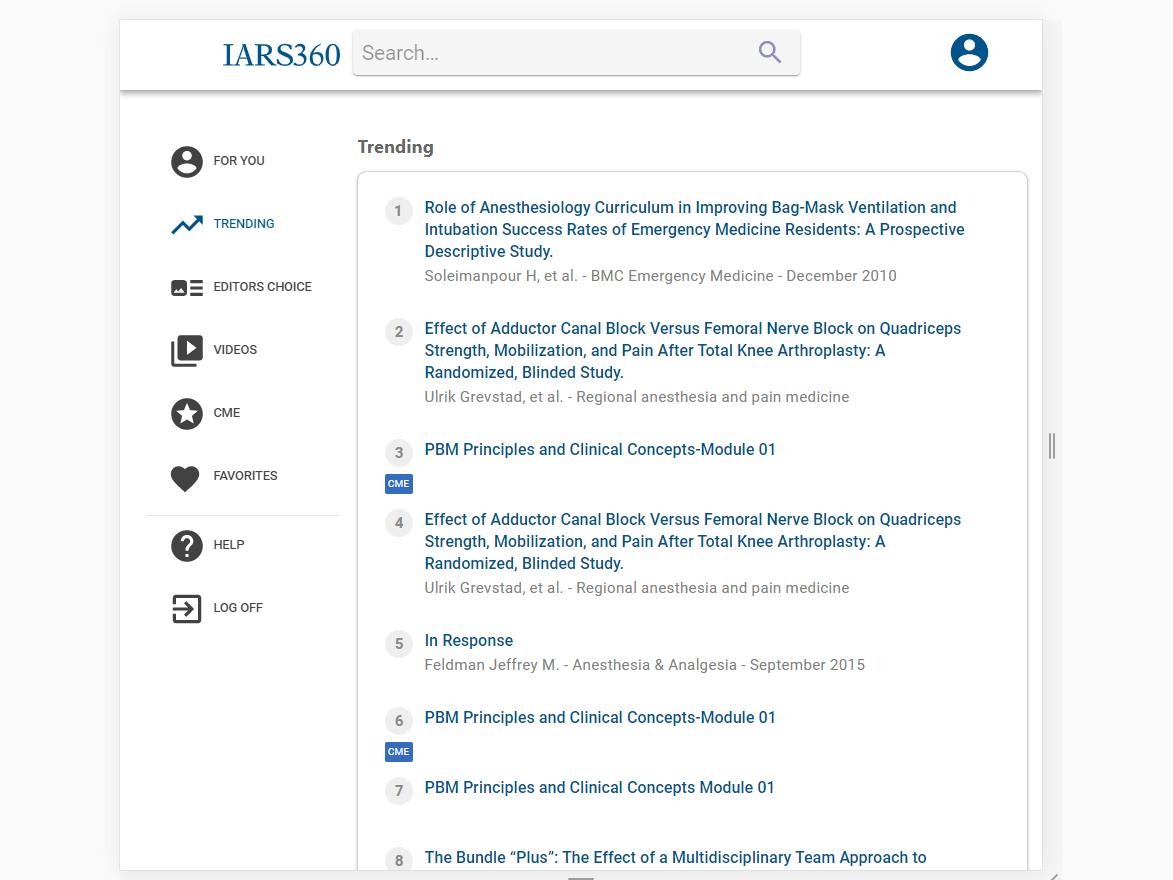 IARS360
Search...
FOR YOU
TRENDING
EDITORS CHOICE
VIDEOS
CME
FAVORITES
HELP
LOG OFF
Trending
1
Role of Anesthesiology Curriculum in Improving Bag-Mask Ventilation and
Intubation Success Rates of Emergency Medicine Residents: A Prospective
Descriptive Study.
Soleimanpour H, et al. - BMC Emergency Medicine - December 2010
2
Effect of Adductor Canal Block Versus Femoral Nerve Block on Quadriceps
Strength, Mobilization, and Pain After Total Knee Arthroplasty: A
Randomized, Blinded Study.
Ulrik Grevstad, et al. - Regional anesthesia and pain medicine
3
PBM Principles and Clinical Concepts-Module 01
CME
4
Effect of Adductor Canal Block Versus Femoral Nerve Block on Quadriceps
Strength, Mobilization, and Pain After Total Knee Arthroplasty: A
Randomized, Blinded Study.
Ulrik Grevstad, et al. - Regional anesthesia and pain medicine
5
In Response
Feldman Jeffrey M. - Anesthesia & Analgesia - September 2015
6
PBM Principles and Clinical Concepts-Module 01
CME
7
PBM Principles and Clinical Concepts Module 01
8
The Bundle “Plus”: The Effect of a Multidisciplinary Team Approach to